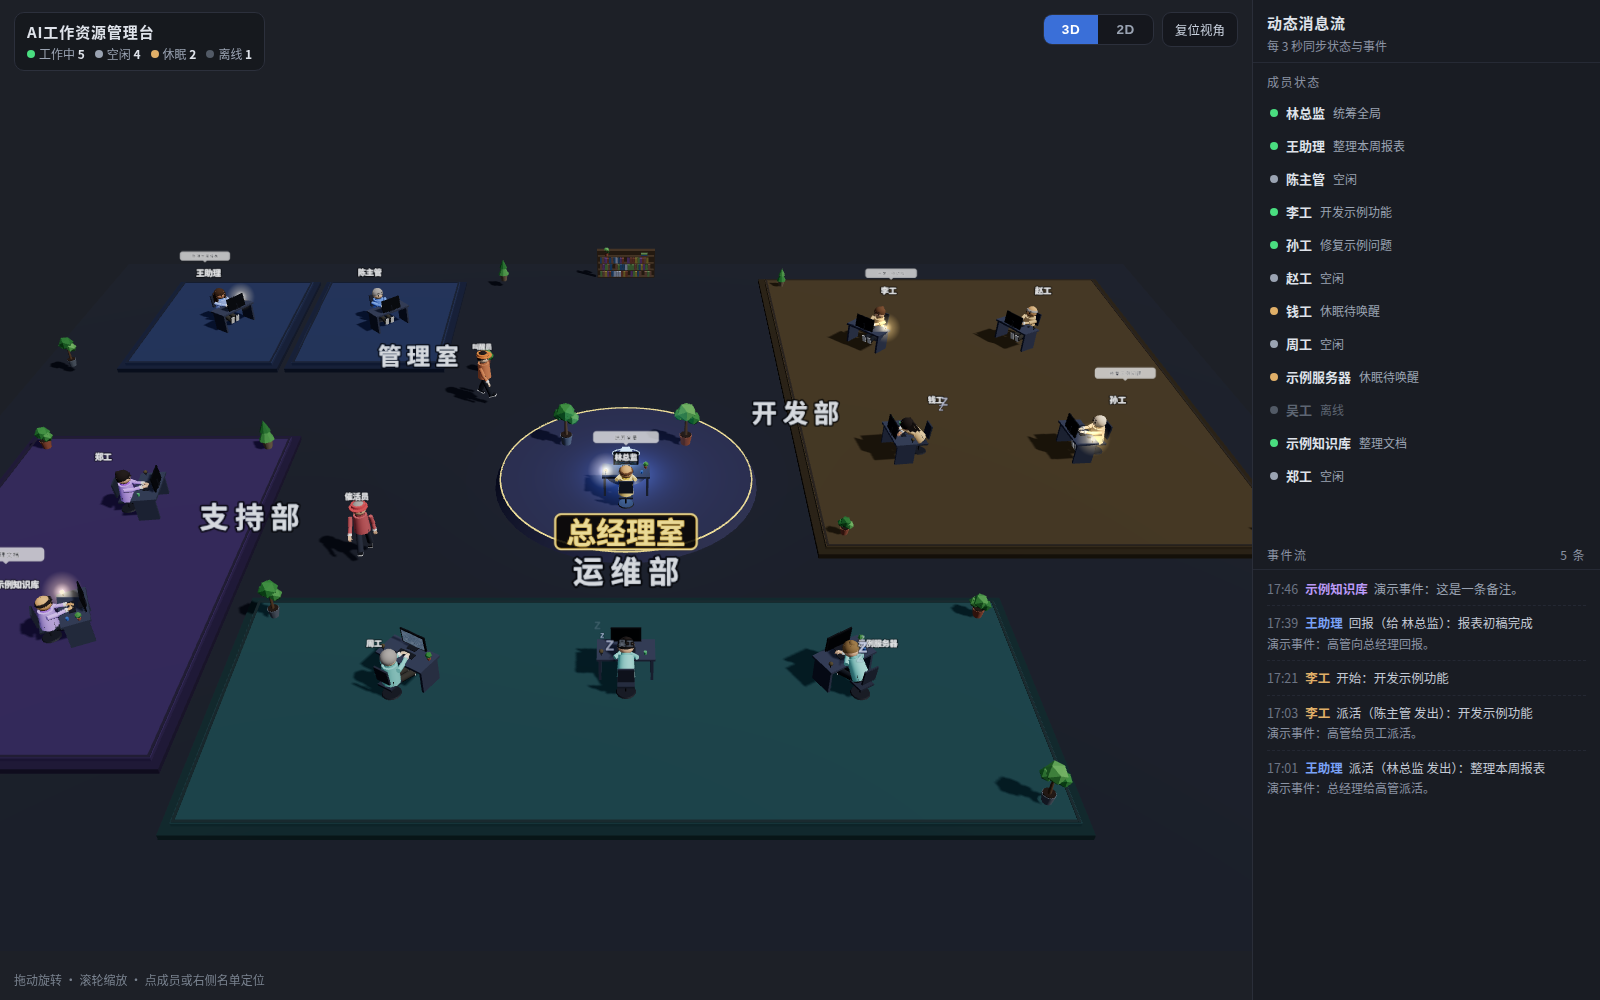 AI工作资源管理台
工作中 5 空闲 4 休眠 2 离线 1
3D 2D 复位视角
王助理
陈主管
李工
赵工
管理室
钱工
孙工
开发部
郑工
林总监
支持部
催活员
总经理室
运维部
示例知识库
周工
吴工
示例服务器
Z
z
Z
拖动旋转 · 滚轮缩放 · 点成员或右侧名单定位
动态消息流
每 3 秒同步状态与事件
成员状态
林总监 统筹全局
王助理 整理本周报表
陈主管 空闲
李工 开发示例功能
孙工 修复示例问题
赵工 空闲
钱工 休眠待唤醒
周工 空闲
示例服务器 休眠待唤醒
吴工 离线
示例知识库 整理文档
郑工 空闲
事件流 5 条
17:46 示例知识库 演示事件：这是一条备注。
17:39 王助理 回报（给 林总监）：报表初稿完成
演示事件：高管向总经理回报。
17:21 李工 开始：开发示例功能
17:03 李工 派活（陈主管 发出）：开发示例功能
演示事件：高管给员工派活。
17:01 王助理 派活（林总监 发出）：整理本周报表
演示事件：总经理给高管派活。